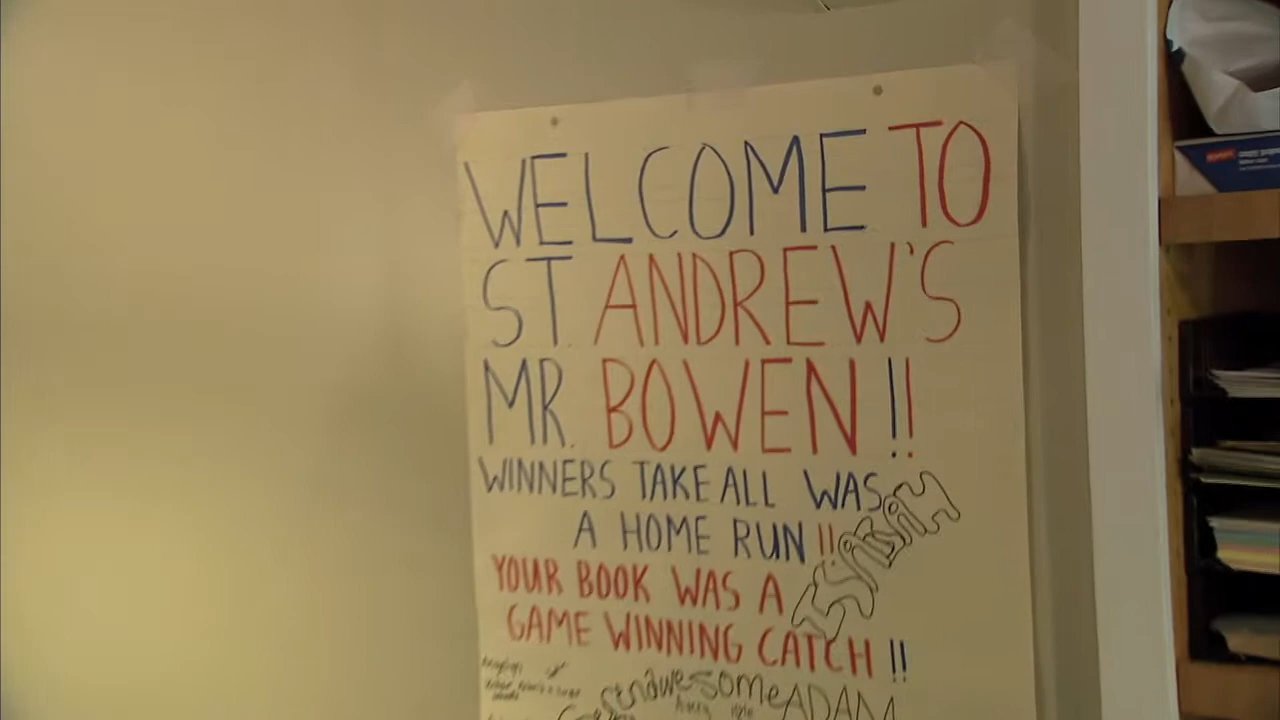 WELCOME TO
ST. ANDREW'S
MR. BOWEN!!
WINNERS TAKE ALL WAS
A HOME RUN!!
YOUR BOOK WAS A
GAME WINNING CATCH!!
awesome ADAM